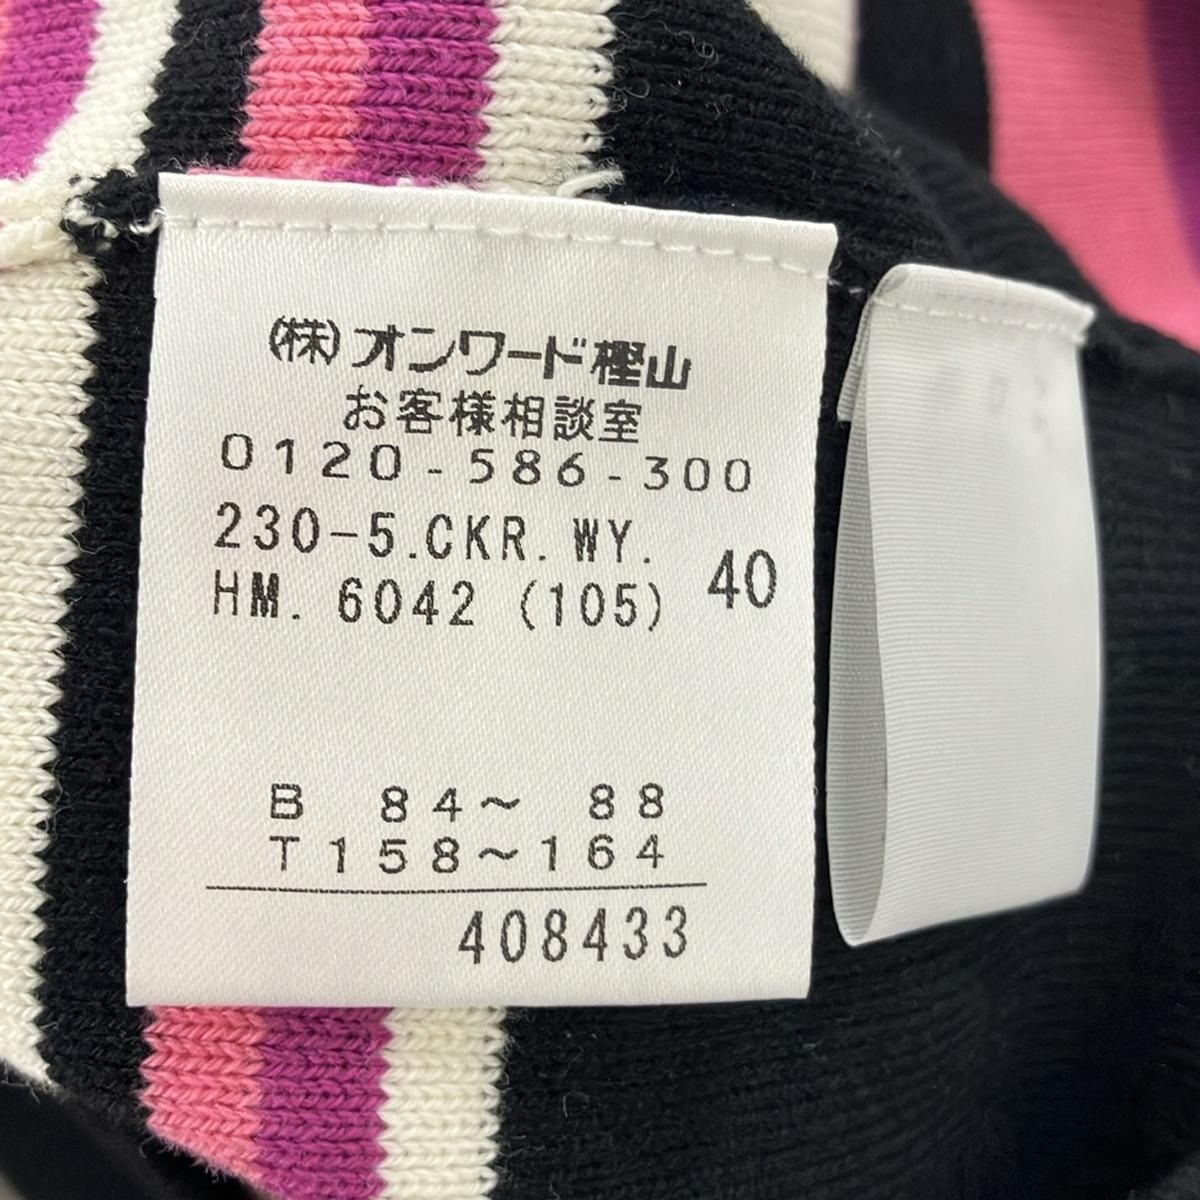 (株)オンワード樫山
お客様相談室
0120-586-300
230-5.CKR.WY.
HM. 6042 (105) 40
B 84～ 88
T158～164
408433